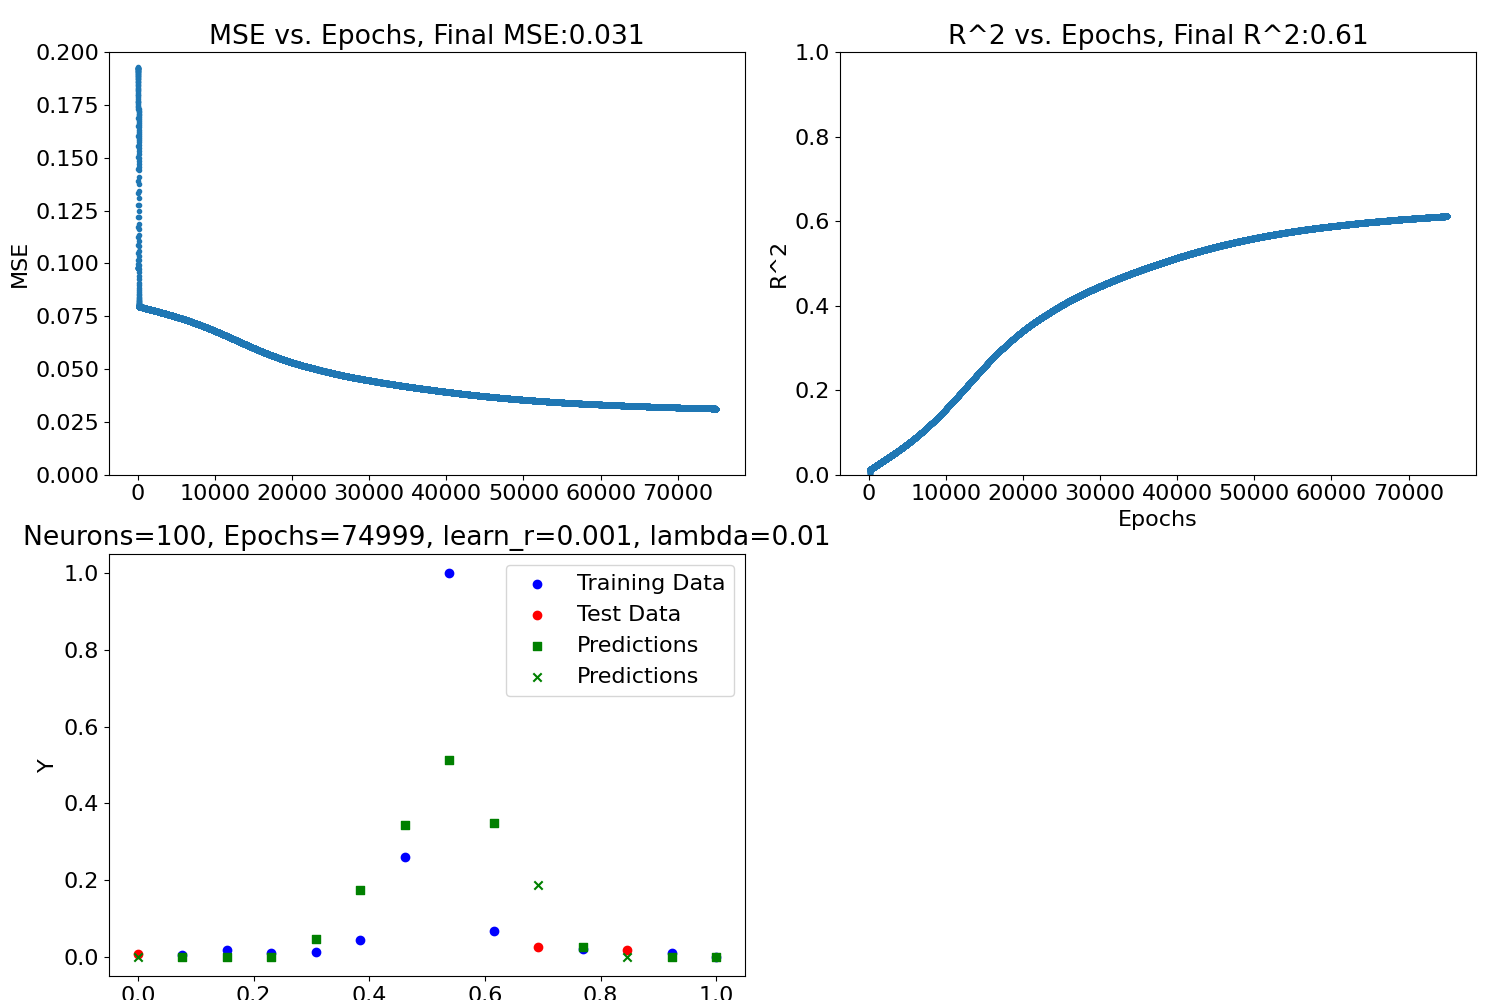 MSE vs. Epochs, Final MSE:0.031
0.200
0.175
0.150
0.125
0.100
0.075
0.050
0.025
0.000
MSE
0 10000 20000 30000 40000 50000 60000 70000
R^2 vs. Epochs, Final R^2:0.61
1.0
0.8
0.6
0.4
0.2
0.0
R^2
0 10000 20000 30000 40000 50000 60000 70000
Epochs
Neurons=100, Epochs=74999, learn_r=0.001, lambda=0.01
1.0
0.8
0.6
0.4
0.2
0.0
Y
Training Data
Test Data
Predictions
Predictions
0.0 0.2 0.4 0.6 0.8 1.0